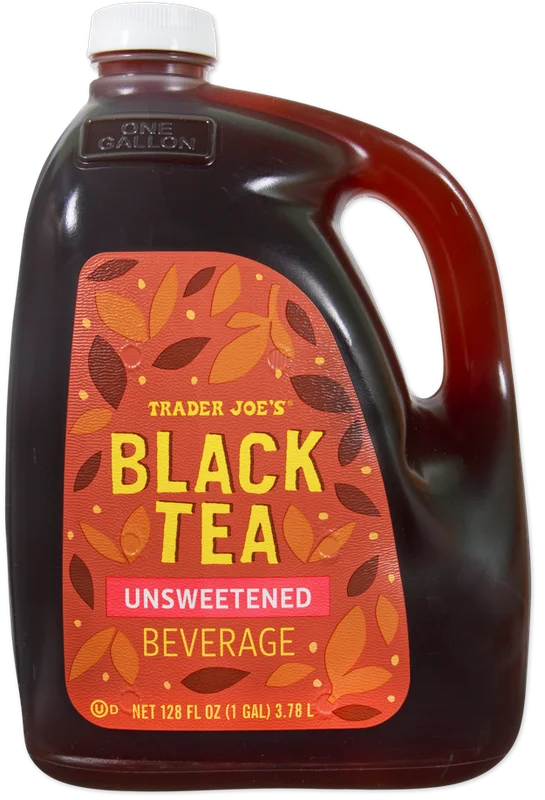 ONE
GALLON
TRADER JOE'S®
BLACK
TEA
UNSWEETENED
BEVERAGE
Ⓤ D NET 128 FL OZ (1 GAL) 3.78 L